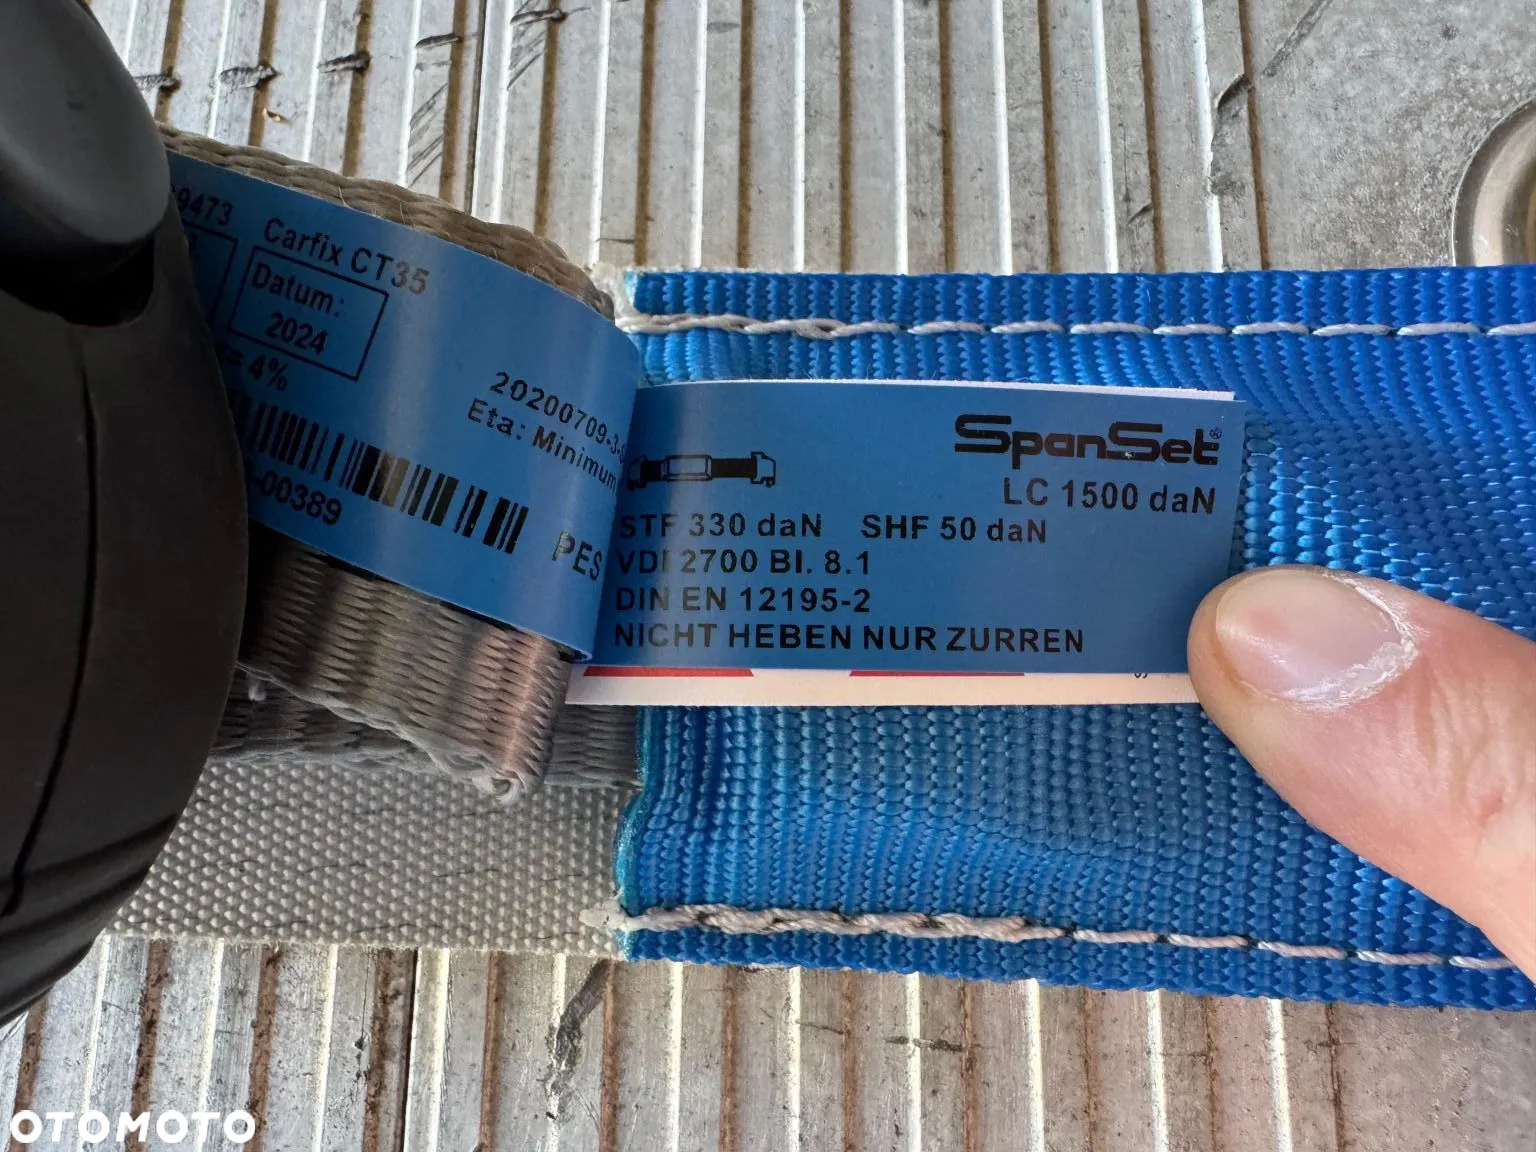 9473 Carfix CT35
Datum:
2024
= 4%
20200709-3-
Eta: Minimum
-00389
PES
SpanSet®
LC 1500 daN
STF 330 daN SHF 50 daN
VDI 2700 Bl. 8.1
DIN EN 12195-2
NICHT HEBEN NUR ZURREN
OTOMOTO